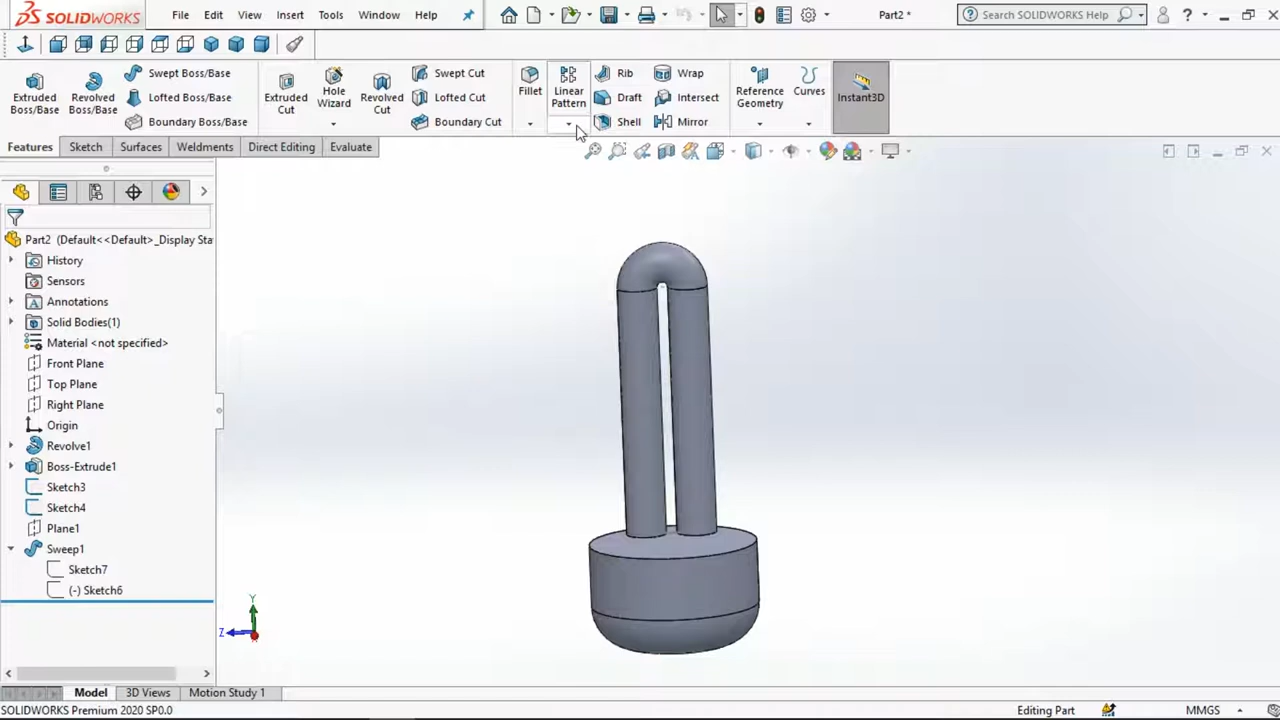 SOLIDWORKS
File Edit View Insert Tools Window Help
Part2 *
Search SOLIDWORKS Help
?
Extruded
Boss/Base
Revolved
Boss/Base
Swept Boss/Base
Lofted Boss/Base
Boundary Boss/Base
Extruded
Cut
Hole
Wizard
Revolved
Cut
Swept Cut
Lofted Cut
Boundary Cut
Fillet
Linear
Pattern
Rib
Draft
Shell
Wrap
Intersect
Mirror
Reference
Geometry
Curves
Instant3D
Features Sketch Surfaces Weldments Direct Editing Evaluate
Part2 (Default<<Default>_Display Sta
History
Sensors
Annotations
Solid Bodies(1)
Material <not specified>
Front Plane
Top Plane
Right Plane
Origin
Revolve1
Boss-Extrude1
Sketch3
Sketch4
Plane1
Sweep1
Sketch7
(-) Sketch6
Y
Z
Model 3D Views Motion Study 1
SOLIDWORKS Premium 2020 SP0.0
Editing Part
MMGS